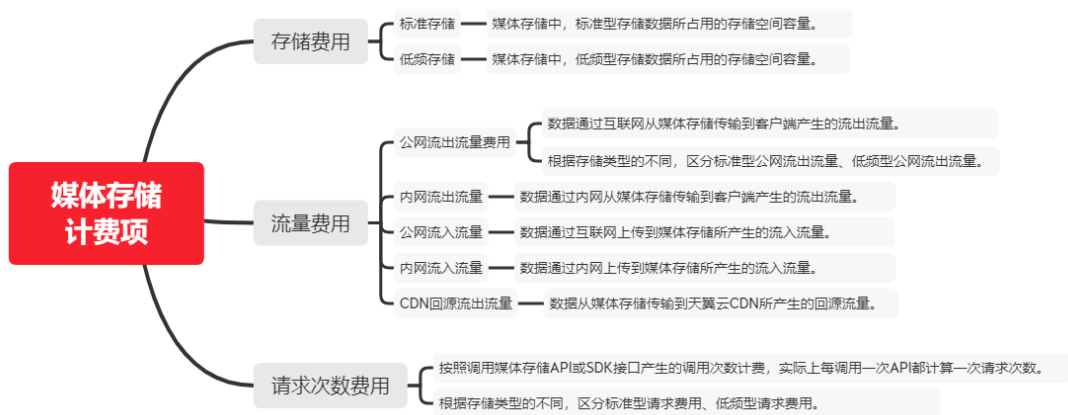 媒体存储
计费项
存储费用
标准存储
媒体存储中，标准型存储数据所占用的存储空间容量。
低频存储
媒体存储中，低频型存储数据所占用的存储空间容量。
流量费用
公网流出流量费用
数据通过互联网从媒体存储传输到客户端产生的流出流量。
根据存储类型的不同，区分标准型公网流出流量、低频型公网流出流量。
内网流出流量
数据通过内网从媒体存储传输到客户端产生的流出流量。
公网流入流量
数据通过互联网上传到媒体存储所产生的流入流量。
内网流入流量
数据通过内网上传到媒体存储所产生的流入流量。
CDN回源流出流量
数据从媒体存储传输到天翼云CDN所产生的回源流量。
请求次数费用
按照调用媒体存储API或SDK接口产生的调用次数计费，实际上每调用一次API都计算一次请求次数。
根据存储类型的不同，区分标准型请求费用、低频型请求费用。